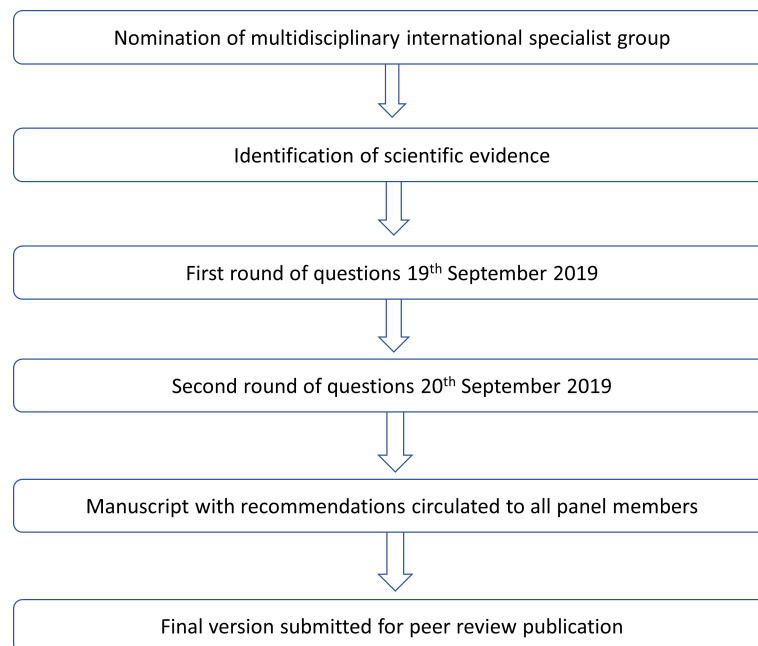 Nomination of multidisciplinary international specialist group
Identification of scientific evidence
First round of questions 19th September 2019
Second round of questions 20th September 2019
Manuscript with recommendations circulated to all panel members
Final version submitted for peer review publication